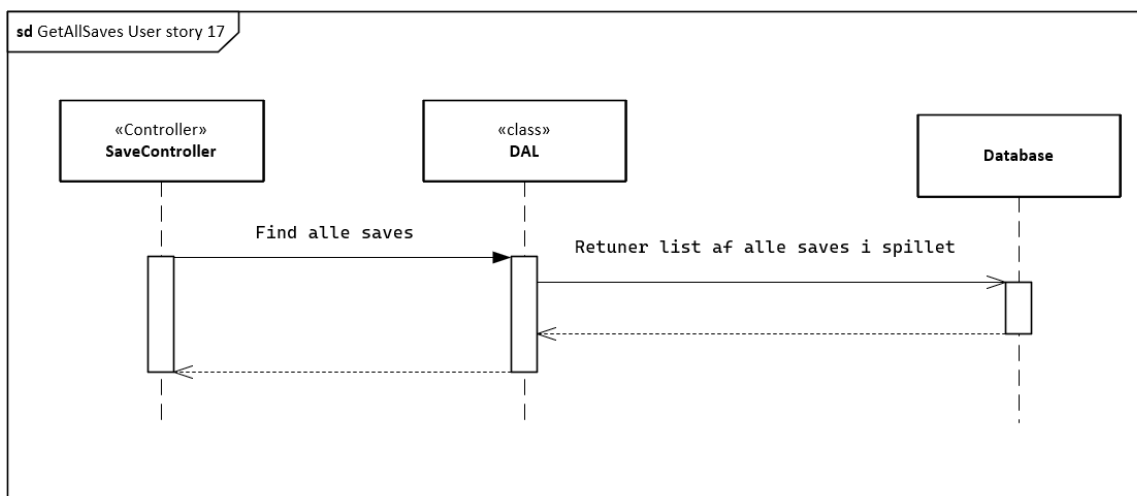 sd GetAllSaves User story 17
«Controller»
SaveController
«class»
DAL
Database
Find alle saves
Retuner list af alle saves i spillet